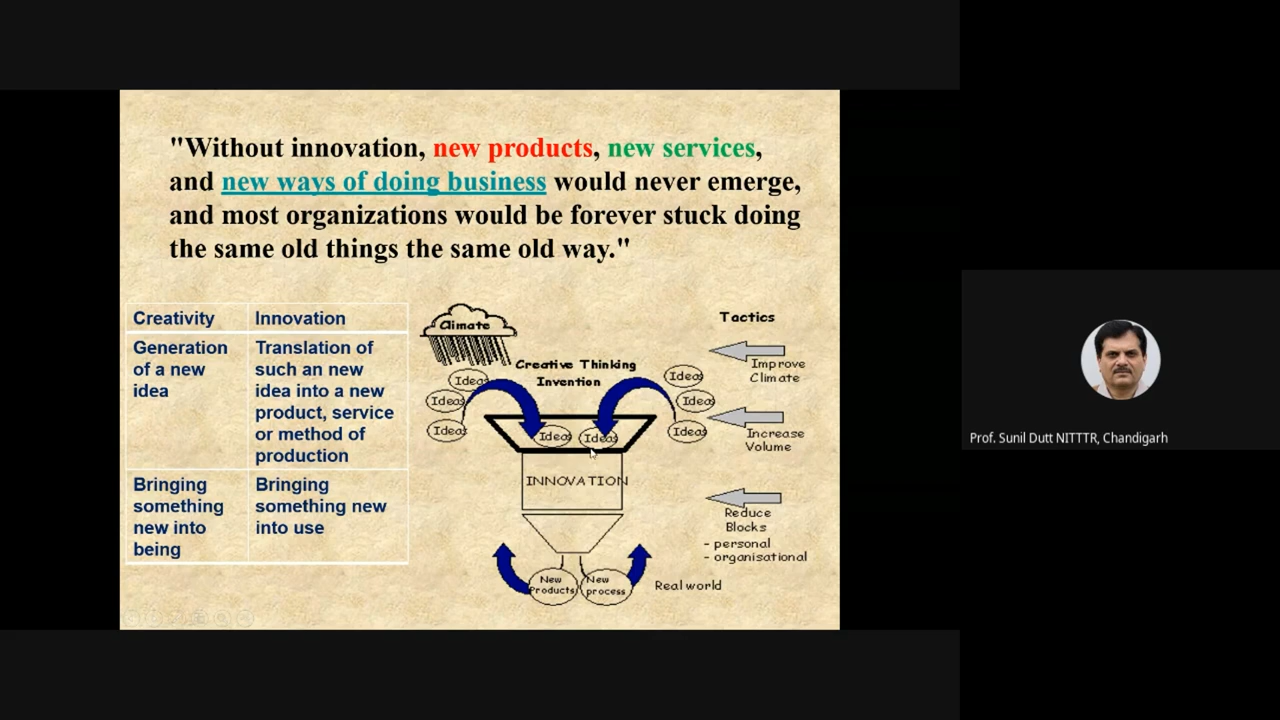 "Without innovation, new products, new services,
and new ways of doing business would never emerge,
and most organizations would be forever stuck doing
the same old things the same old way."
Creativity
Innovation
Generation
of a new
idea
Translation of
such an new
idea into a new
product, service
or method of
production
Bringing
something
new into
being
Bringing
something new
into use
Climate
Creative Thinking
Invention
Ideas
Ideas
Ideas
Ideas
Ideas
Ideas
Ideas
Ideas
INNOVATION
New
Products
New
process
Real world
Tactics
Improve
Climate
Increase
Volume
Reduce
Blocks
- personal
- organisational
Prof. Sunil Dutt NITTTR, Chandigarh